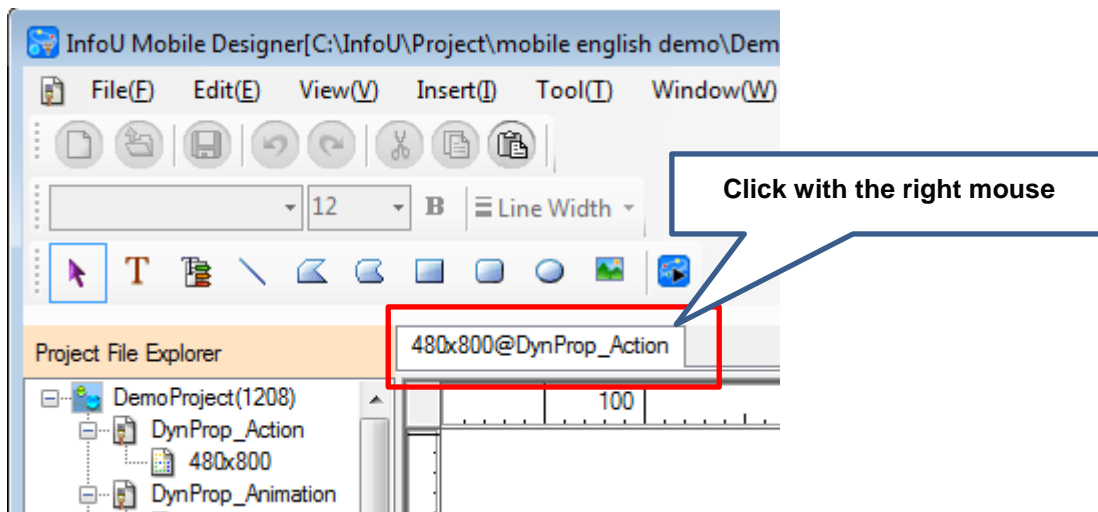 InfoU Mobile Designer[C:\InfoU\Project\mobile english demo\Dem
File(F) Edit(E) View(V) Insert(I) Tool(T) Window(W)
Click with the right mouse
12 B Line Width
T
Project File Explorer
480x800@DynProp_Action
DemoProject(1208)
100
DynProp_Action
480x800
DynProp_Animation